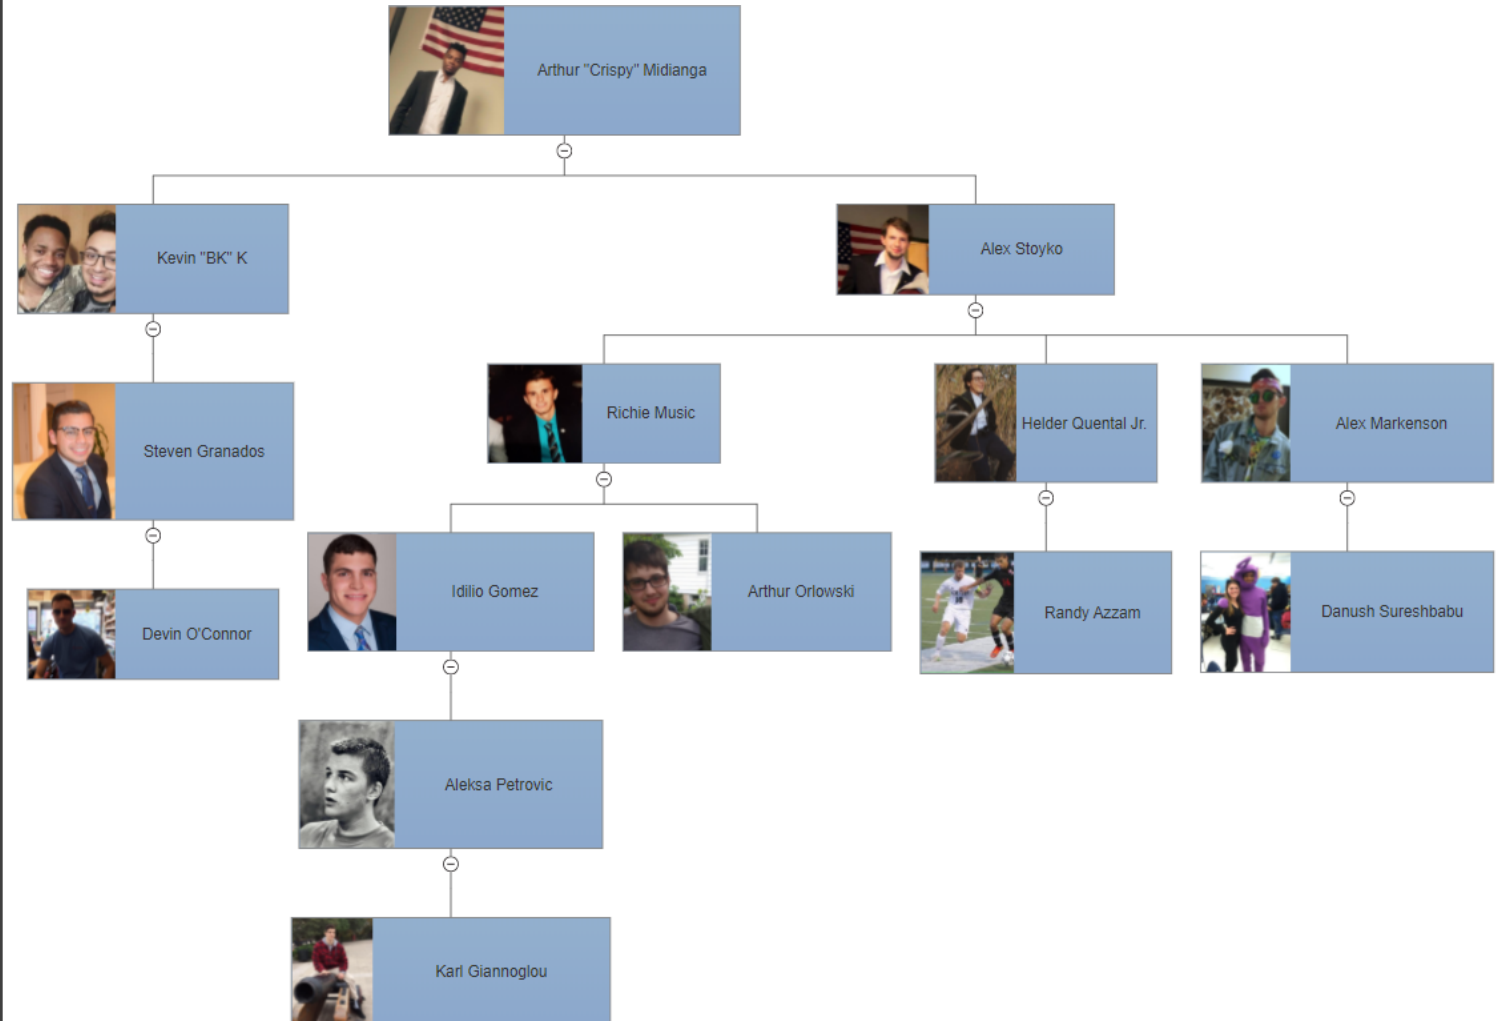 Arthur "Crispy" Midianga
Kevin "BK" K
Alex Stoyko
Richie Music
Helder Quental Jr.
Alex Markenson
Steven Granados
Idilio Gomez
Arthur Orlowski
Randy Azzam
Danush Sureshbabu
Devin O'Connor
Aleksa Petrovic
Karl Giannoglou